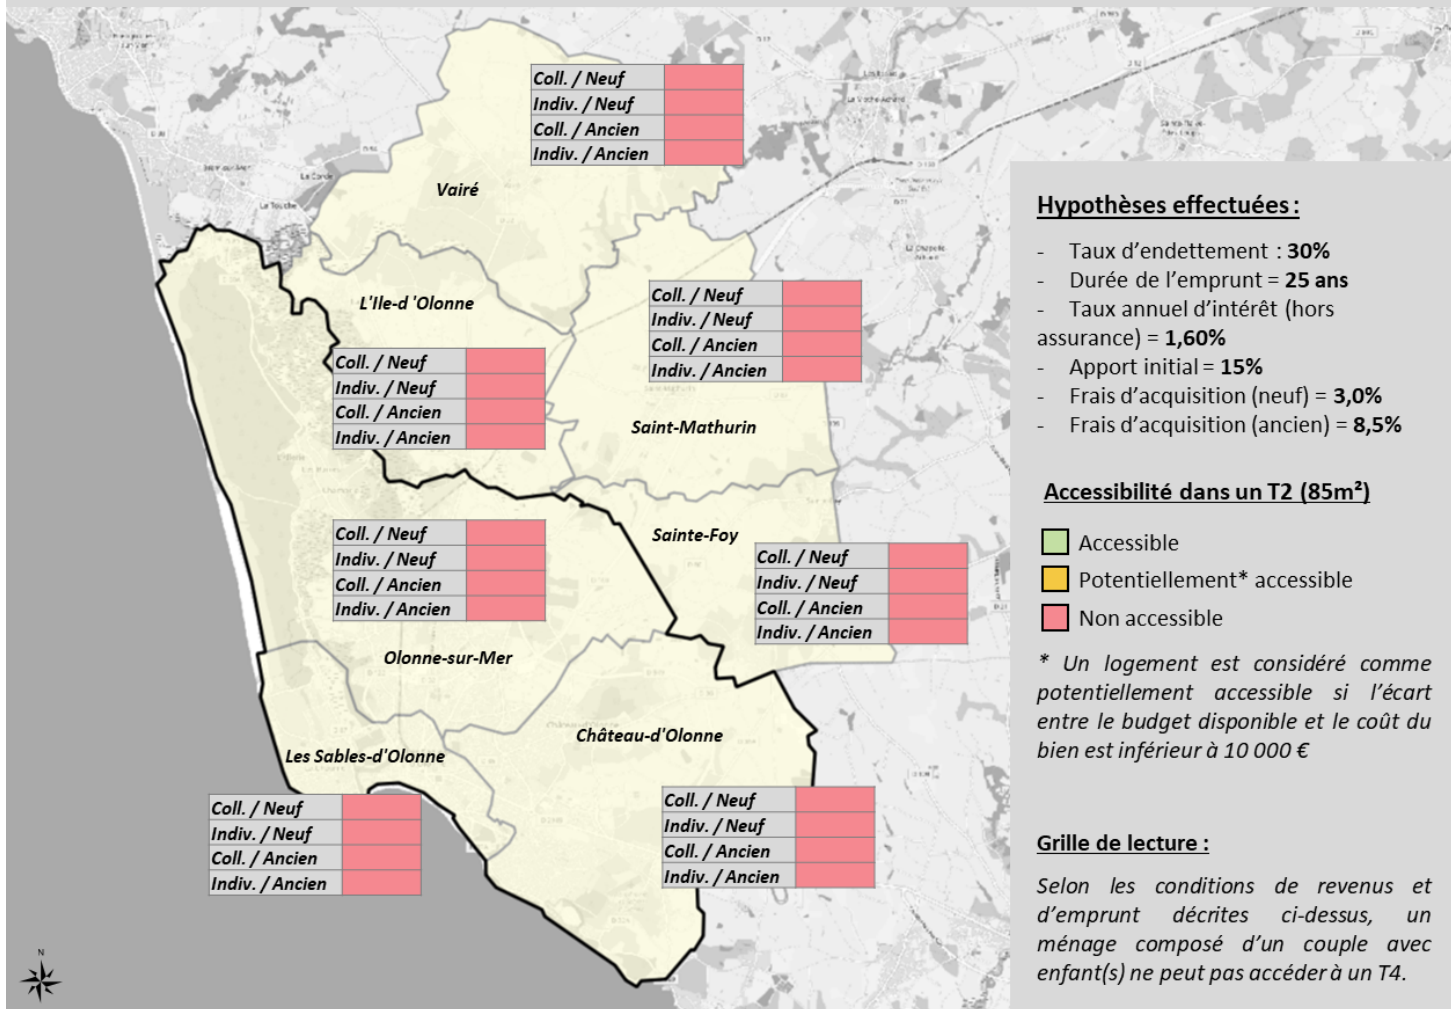 Coll. / Neuf
Indiv. / Neuf
Coll. / Ancien
Indiv. / Ancien
Vairé
L'Ile-d'Olonne
Coll. / Neuf
Indiv. / Neuf
Coll. / Ancien
Indiv. / Ancien
Coll. / Neuf
Indiv. / Neuf
Coll. / Ancien
Indiv. / Ancien
Saint-Mathurin
Coll. / Neuf
Indiv. / Neuf
Coll. / Ancien
Indiv. / Ancien
Olonne-sur-Mer
Sainte-Foy
Coll. / Neuf
Indiv. / Neuf
Coll. / Ancien
Indiv. / Ancien
Les Sables-d'Olonne
Coll. / Neuf
Indiv. / Neuf
Coll. / Ancien
Indiv. / Ancien
Château-d'Olonne
Coll. / Neuf
Indiv. / Neuf
Coll. / Ancien
Indiv. / Ancien
N
Hypothèses effectuées :
- Taux d'endettement : 30%
- Durée de l'emprunt = 25 ans
- Taux annuel d'intérêt (hors
assurance) = 1,60%
- Apport initial = 15%
- Frais d'acquisition (neuf) = 3,0%
- Frais d'acquisition (ancien) = 8,5%
Accessibilité dans un T2 (85m²)
Accessible
Potentiellement* accessible
Non accessible
* Un logement est considéré comme
potentiellement accessible si l'écart
entre le budget disponible et le coût du
bien est inférieur à 10 000 €
Grille de lecture :
Selon les conditions de revenus et
d'emprunt décrites ci-dessus, un
ménage composé d'un couple avec
enfant(s) ne peut pas accéder à un T4.